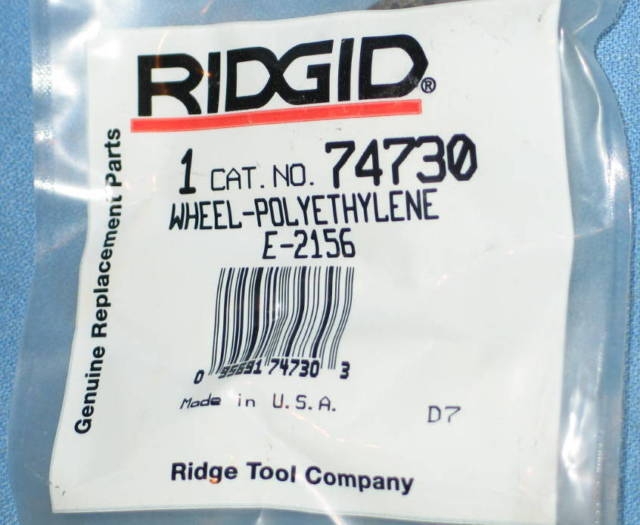 RIDGID®
1 CAT. NO. 74730
WHEEL-POLYETHYLENE
E-2156
0 95691 74730 3
Made in U.S.A.
D7
Ridge Tool Company
Genuine Replacement Parts